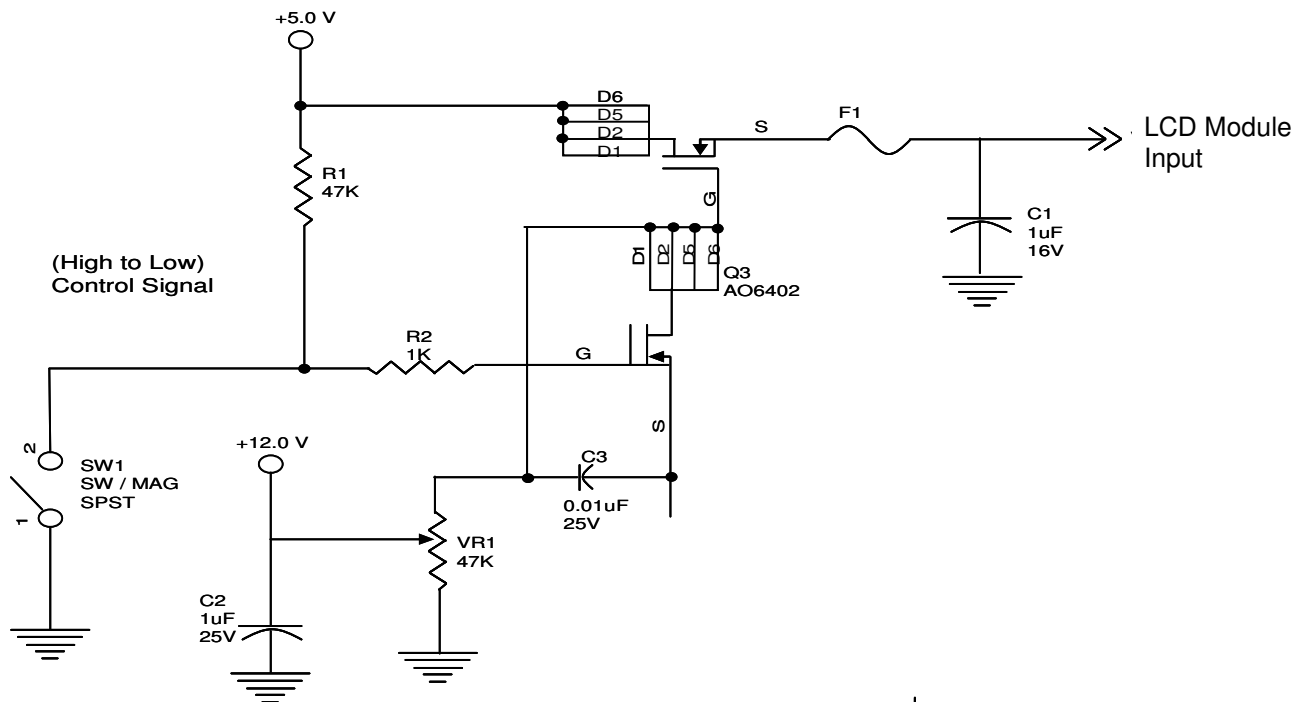 +5.0 V
D6
D5
D2
D1
S
F1
LCD Module
Input
R1
47K
G
C1
1uF
16V
D1
D2
D5
D6
Q3
AO6402
(High to Low)
Control Signal
R2
1K
G
S
2
SW1
SW / MAG
SPST
1
+12.0 V
C3
0.01uF
25V
VR1
47K
C2
1uF
25V